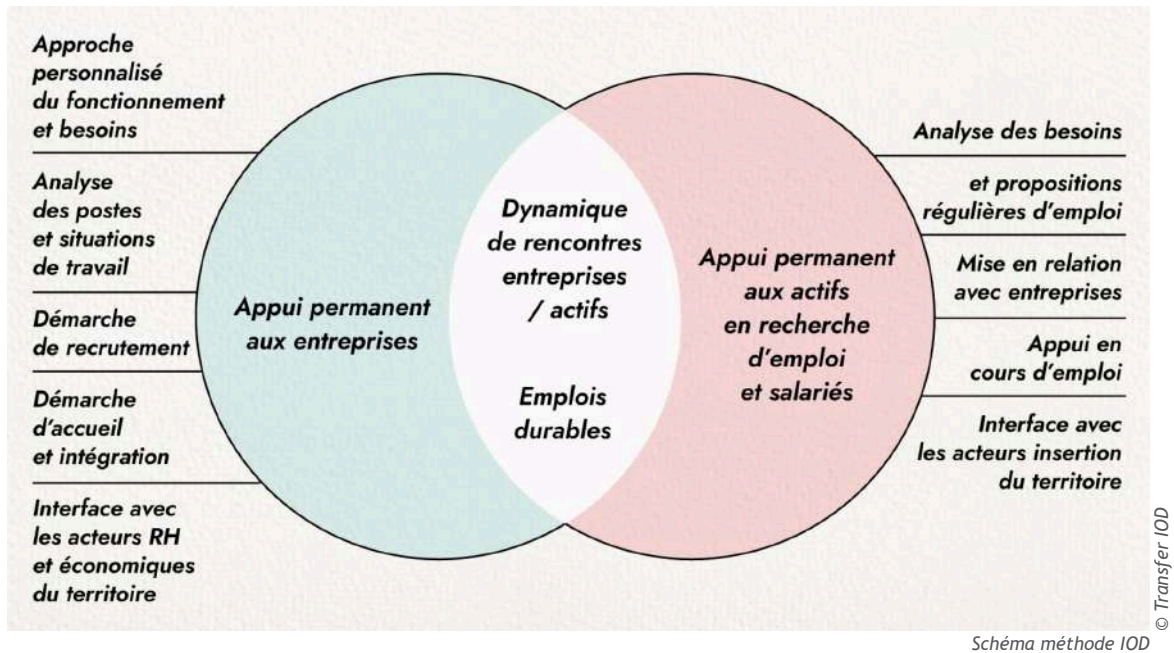 Approche
personnalisé
du fonctionnement
et besoins
Analyse
des postes
et situations
de travail
Démarche
de recrutement
Démarche
d'accueil
et intégration
Interface avec
les acteurs RH
et économiques
du territoire
Appui permanent
aux entreprises
Dynamique
de rencontres
entreprises
/ actifs
Emplois
durables
Appui permanent
aux actifs
en recherche
d'emploi
et salariés
Analyse des besoins
et propositions
régulières d'emploi
Mise en relation
avec entreprises
Appui en
cours d'emploi
Interface avec
les acteurs insertion
du territoire
© Transfer IOD
Schéma méthode IOD